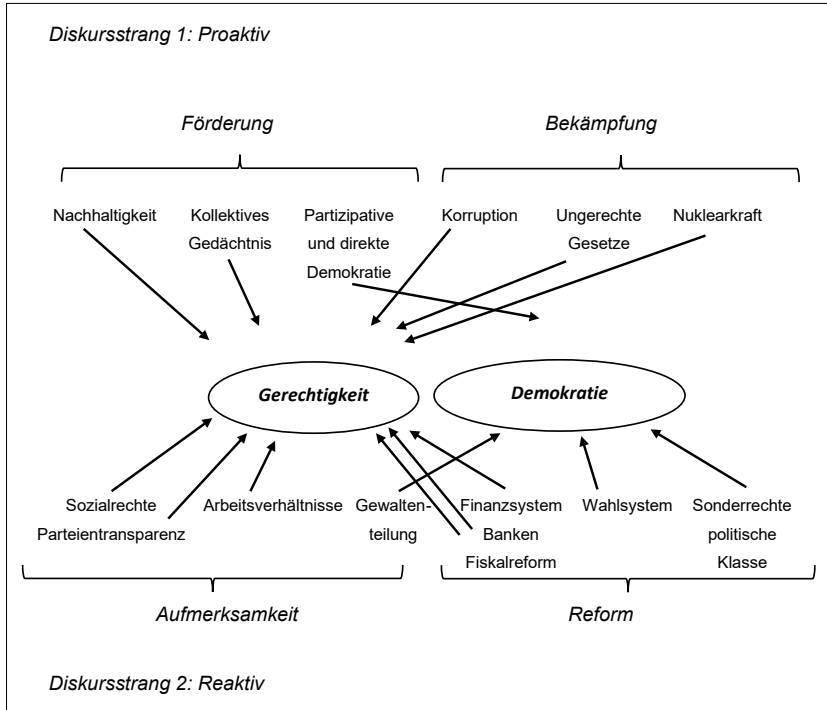 Diskursstrang 1: Proaktiv
Förderung
Bekämpfung
Nachhaltigkeit
Kollektives
Gedächtnis
Partizipative
und direkte
Demokratie
Korruption
Ungerechte
Gesetze
Nuklearkraft
Gerechtigkeit
Demokratie
Sozialrechte
Parteientransparenz
Arbeitsverhältnisse
Gewalten-
teilung
Finanzsystem
Banken
Fiskalreform
Wahlsystem
Sonderrechte
politische
Klasse
Aufmerksamkeit
Reform
Diskursstrang 2: Reaktiv